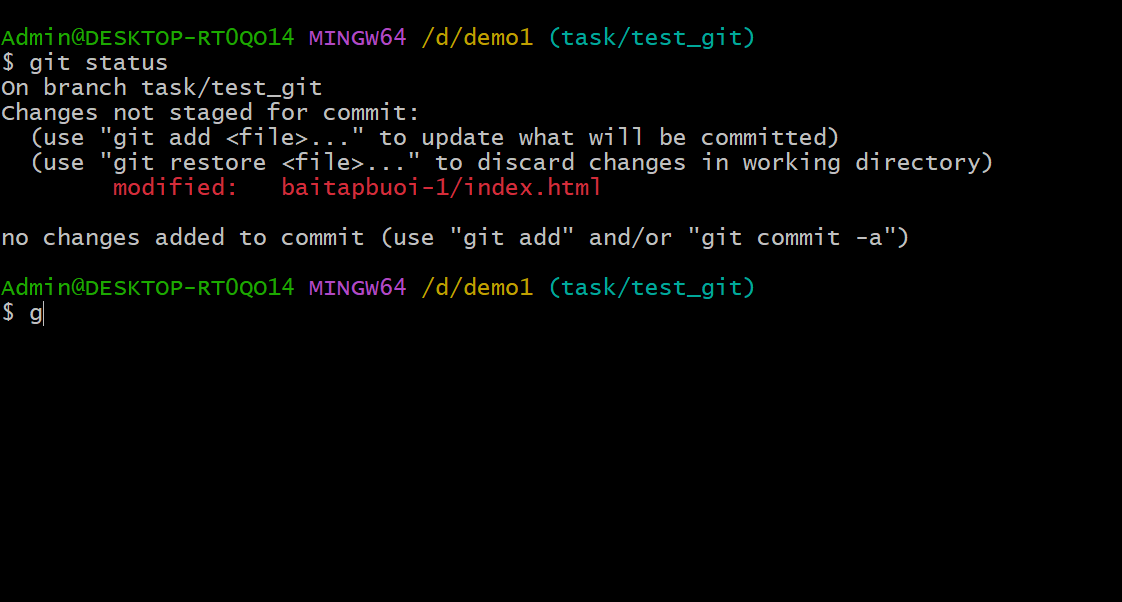 Admin@DESKTOP-RT0QO14 MINGW64 /d/demo1 (task/test_git)
$ git status
On branch task/test_git
Changes not staged for commit:
  (use "git add <file>..." to update what will be committed)
  (use "git restore <file>..." to discard changes in working directory)
        modified:   baitapbuoi-1/index.html
no changes added to commit (use "git add" and/or "git commit -a")
Admin@DESKTOP-RT0QO14 MINGW64 /d/demo1 (task/test_git)
$ g